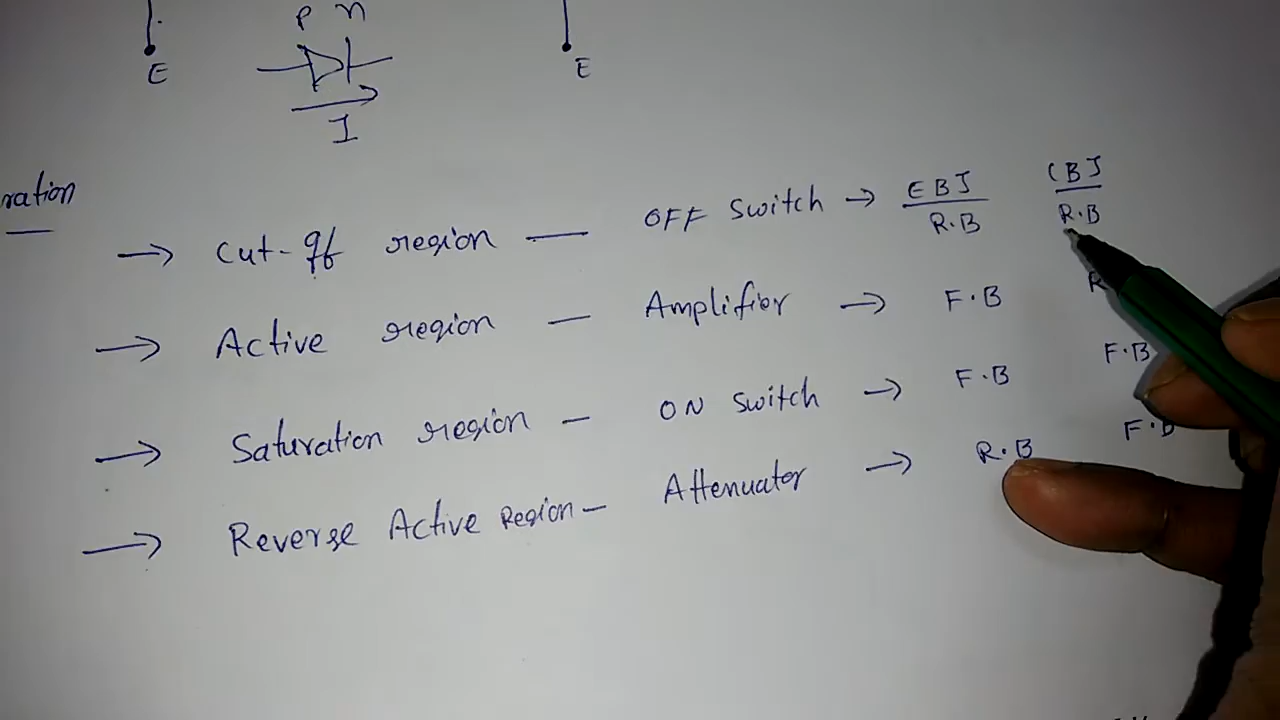 P n
E
E
I
ration
EBJ CBJ
→ Cut-off region — OFF Switch → R.B R.B
→ Active region — Amplifier → F.B R
→ Saturation region — ON Switch → F.B F.B
→ Reverse Active Region — Attenuator → R.B F.B